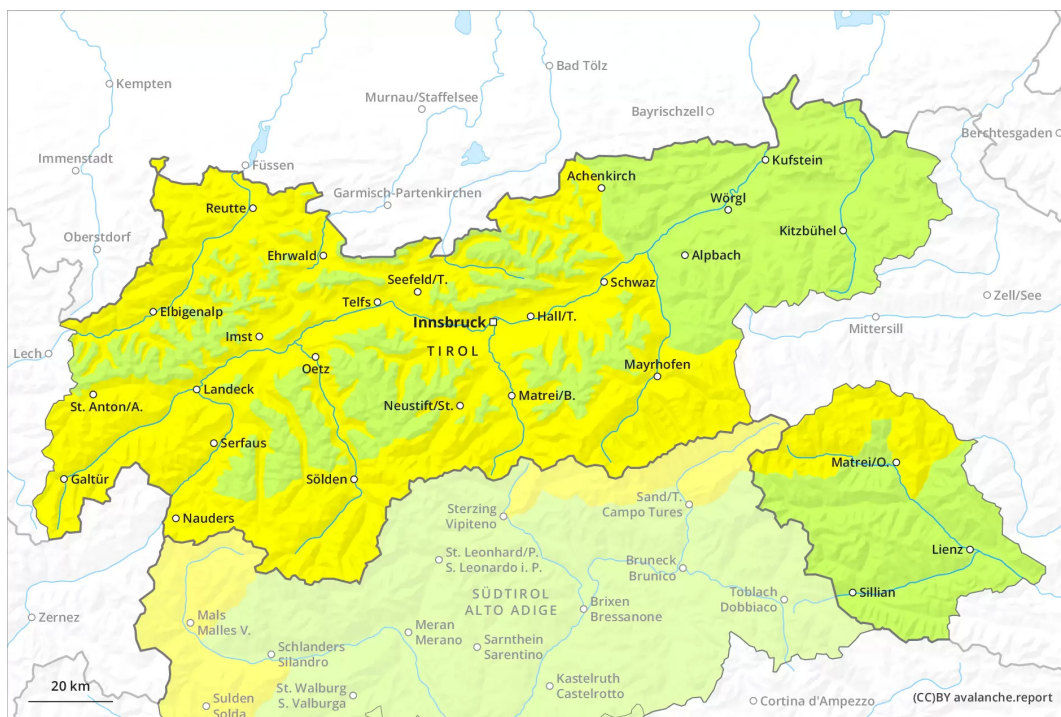 Kempten
Bad Tölz
Murnau/Staffelsee
Bayrischzell
Berchtesgaden
Immenstadt
Füssen
Kufstein
Garmisch-Partenkirchen
Achenkirch
Reutte
Wörgl
Oberstdorf
Kitzbühel
Ehrwald
Alpbach
Seefeld/T.
Schwaz
Telfs
Zell/See
Elbigenalp
Innsbruck
Hall/T.
Mittersill
Imst
Lech
TIROL
Oetz
Mayrhofen
Landeck
St. Anton/A.
Neustift/St.
Matrei/B.
Serfaus
Matrei/O.
Galtür
Sölden
Sand/T.
Campo Tures
Sterzing
Vipiteno
Nauders
Lienz
St. Leonhard/P.
S. Leonardo i. P.
Bruneck
Brunico
Sillian
SÜDTIROL
ALTO ADIGE
Toblach
Dobbiaco
Brixen
Bressanone
Zernez
Mals
Malles V.
Meran
Merano
Sarnthein
Sarentino
Schlanders
Silandro
20 km
St. Walburg
S. Valburga
Kastelruth
Castelrotto
Sulden
Solda
Cortina d'Ampezzo
(CC)BY avalanche.report